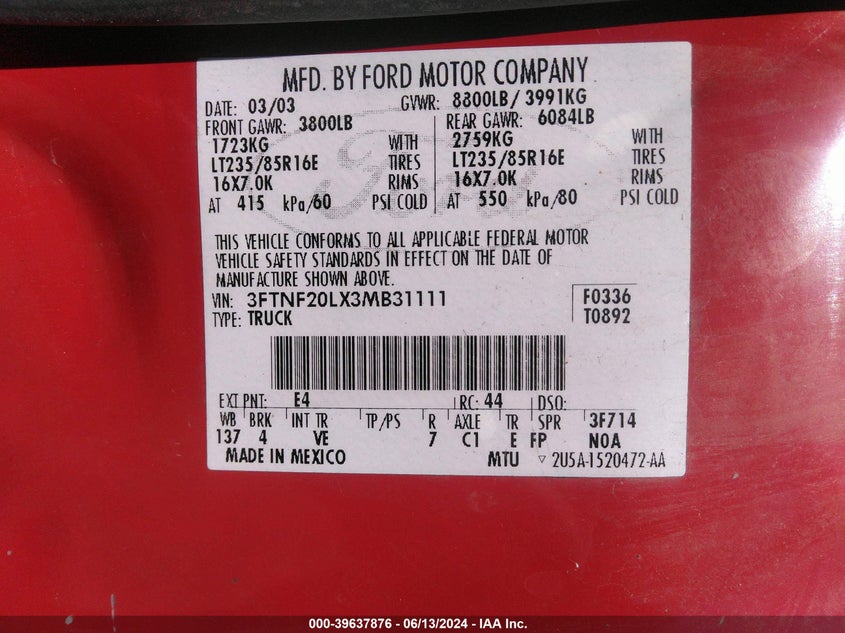 MFD. BY FORD MOTOR COMPANY
DATE: 03/03 GVWR: 8800LB/ 3991KG
FRONT GAWR: 3800LB REAR GAWR: 6084LB
1723KG WITH 2759KG WITH
LT235/85R16E TIRES LT235/85R16E TIRES
16X7.0K RIMS 16X7.0K RIMS
AT 415 kPa/60 PSI COLD AT 550 kPa/80 PSI COLD
THIS VEHICLE CONFORMS TO ALL APPLICABLE FEDERAL MOTOR
VEHICLE SAFETY STANDARDS IN EFFECT ON THE DATE OF
MANUFACTURE SHOWN ABOVE.
VIN: 3FTNF20LX3MB31111 F0336
TYPE: TRUCK T0892
EXT PNT: E4 RC: 44 DSO:
WB BRK INT TR TP/PS R AXLE TR SPR 3F714
137 4 VE 7 C1 E FP N0A
MADE IN MEXICO MTU ▽ 2U5A-1520472-AA
000-39637876 - 06/13/2024 - IAA Inc.